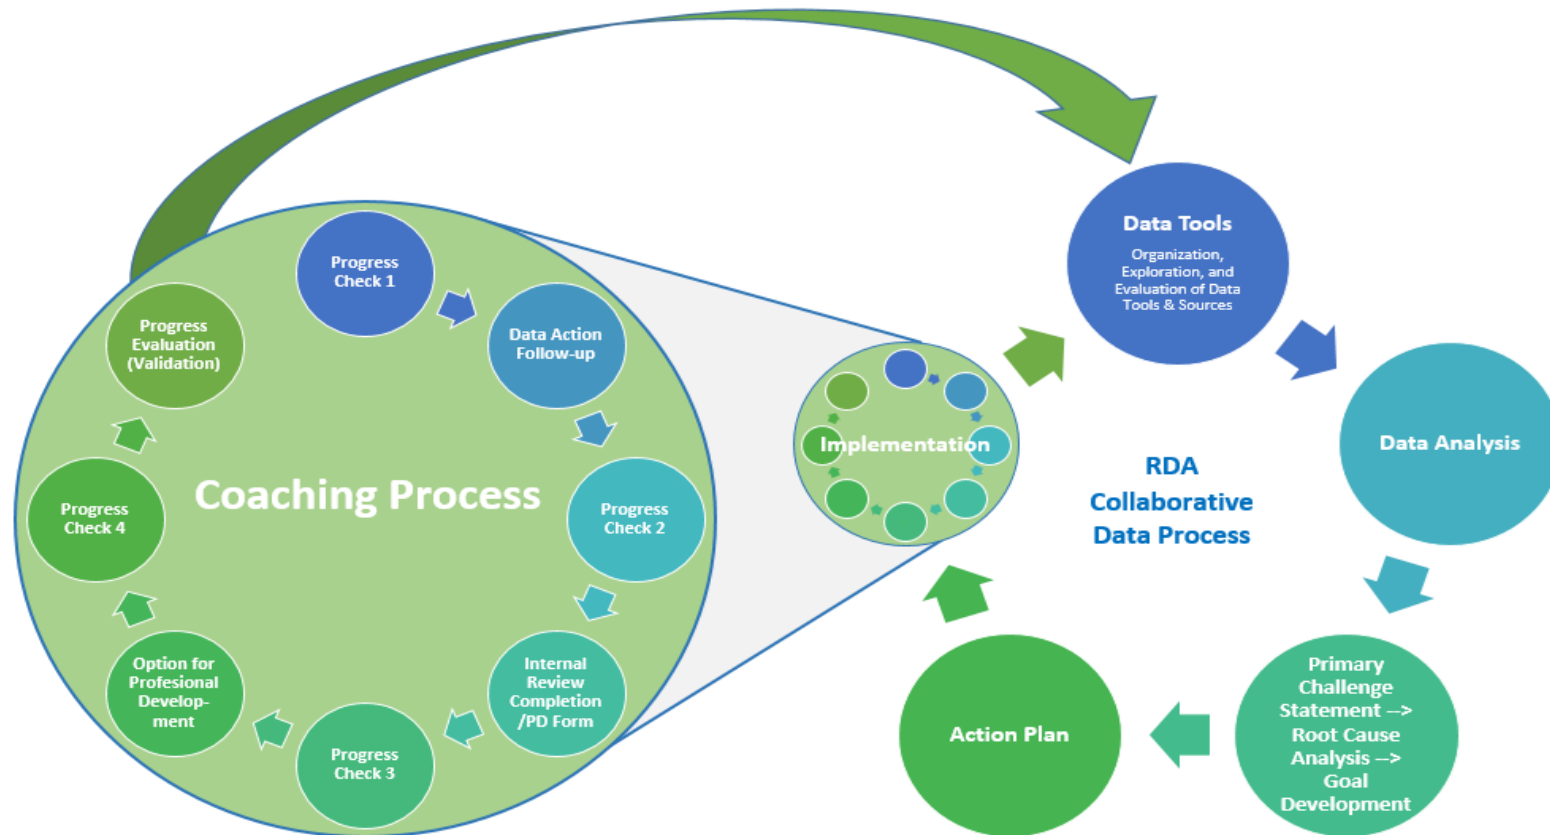 Progress
Check 1
Data Action
Follow-up
Progress
Check 2
Internal
Review
Completion
/PD Form
Progress
Check 3
Option for
Profesional
Develop-
ment
Progress
Check 4
Progress
Evaluation
(Validation)
Coaching Process
Data Tools
Organization,
Exploration, and
Evaluation of Data
Tools & Sources
Data Analysis
Primary
Challenge
Statement -->
Root Cause
Analysis -->
Goal
Development
Action Plan
Implementation
RDA
Collaborative
Data Process